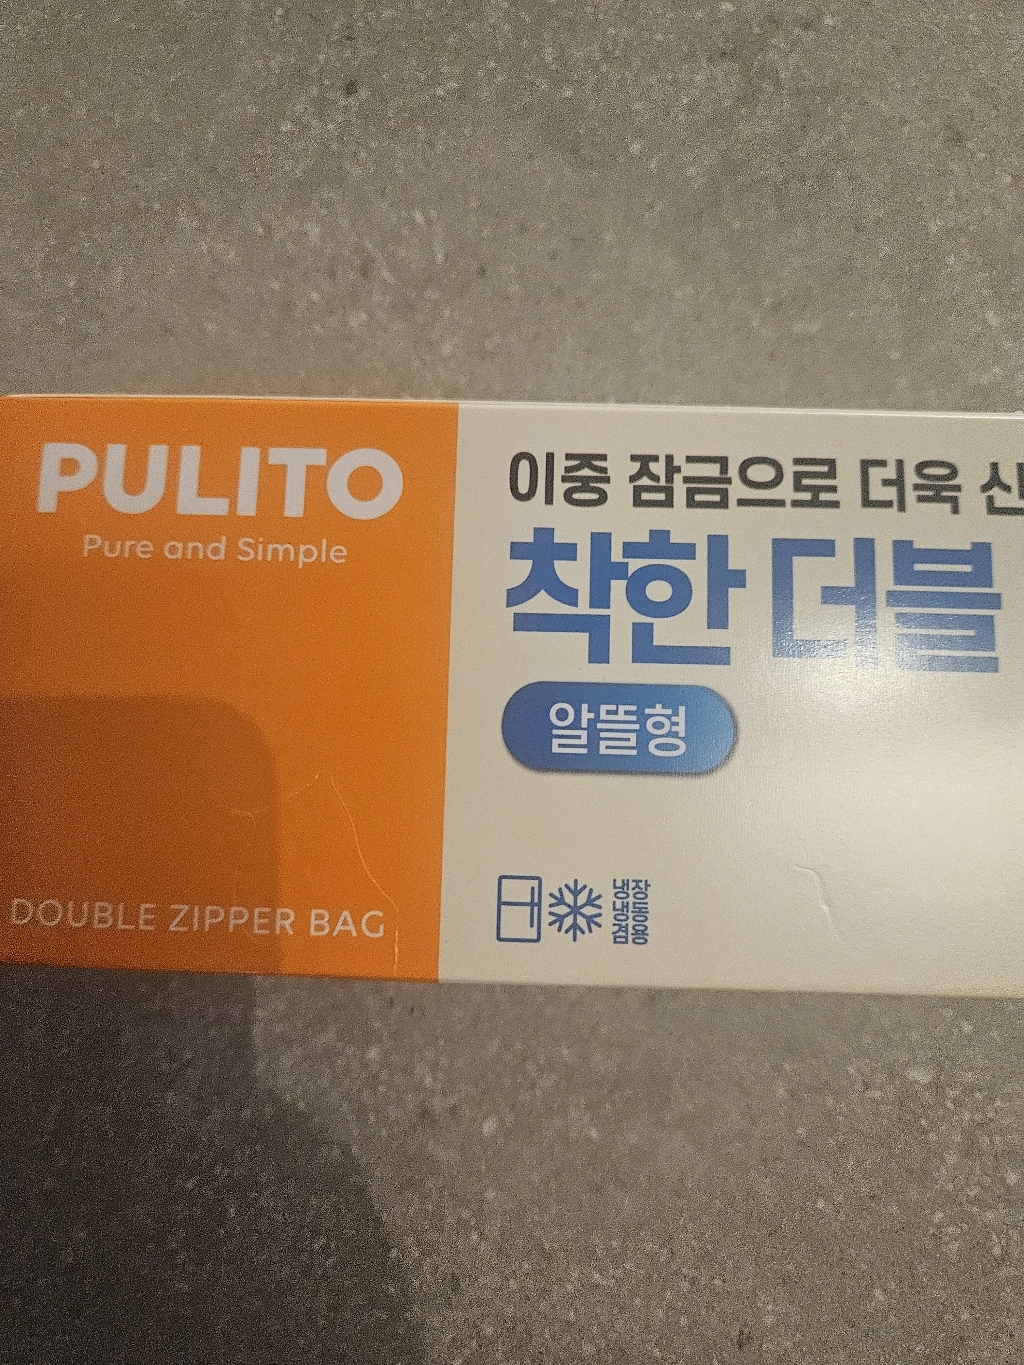 PULITO
Pure and Simple
DOUBLE ZIPPER BAG
이중 잠금으로 더욱
착한 더블
알뜰형
냉장
냉동
겸용